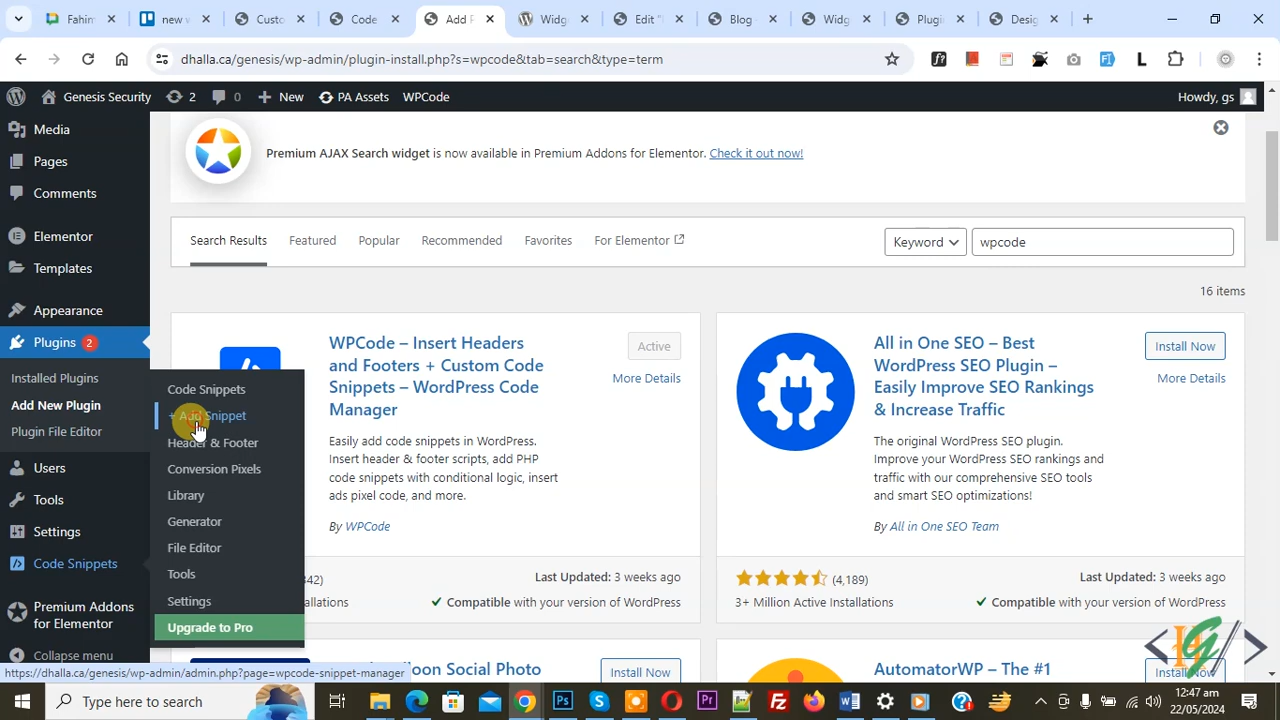 Fahim
new v
Custo
Code
Add P
Widg
Edit "
Blog
Widg
Plugin
Desig
dhalla.ca/genesis/wp-admin/plugin-install.php?s=wpcode&tab=search&type=term
Genesis Security
2
0
New
PA Assets
WPCode
Howdy, gs
Media
Pages
Comments
Elementor
Templates
Appearance
Plugins 2
Installed Plugins
Add New Plugin
Plugin File Editor
Users
Tools
Settings
Code Snippets
Premium Addons
for Elementor
Collapse menu
Code Snippets
+ Add Snippet
Header & Footer
Conversion Pixels
Library
Generator
File Editor
Tools
Settings
Upgrade to Pro
Premium AJAX Search widget is now available in Premium Addons for Elementor. Check it out now!
Search Results
Featured
Popular
Recommended
Favorites
For Elementor
Keyword
wpcode
16 items
WPCode – Insert Headers
and Footers + Custom Code
Snippets – WordPress Code
Manager
Active
More Details
Easily add code snippets in WordPress.
Insert header & footer scripts, add PHP
code snippets with conditional logic, insert
ads pixel code, and more.
By WPCode
342)
Last Updated: 3 weeks ago
stallations
Compatible with your version of WordPress
All in One SEO – Best
WordPress SEO Plugin –
Easily Improve SEO Rankings
& Increase Traffic
Install Now
More Details
The original WordPress SEO plugin.
Improve your WordPress SEO rankings and
traffic with our comprehensive SEO tools
and smart SEO optimizations!
By All in One SEO Team
(4,189)
Last Updated: 3 weeks ago
3+ Million Active Installations
Compatible with your version of WordPress
loon Social Photo
Install Now
AutomatorWP – The #1
Install Now
https://dhalla.ca/genesis/wp-admin/admin.php?page=wpcode-snippet-manager
Type here to search
12:47 am
22/05/2024